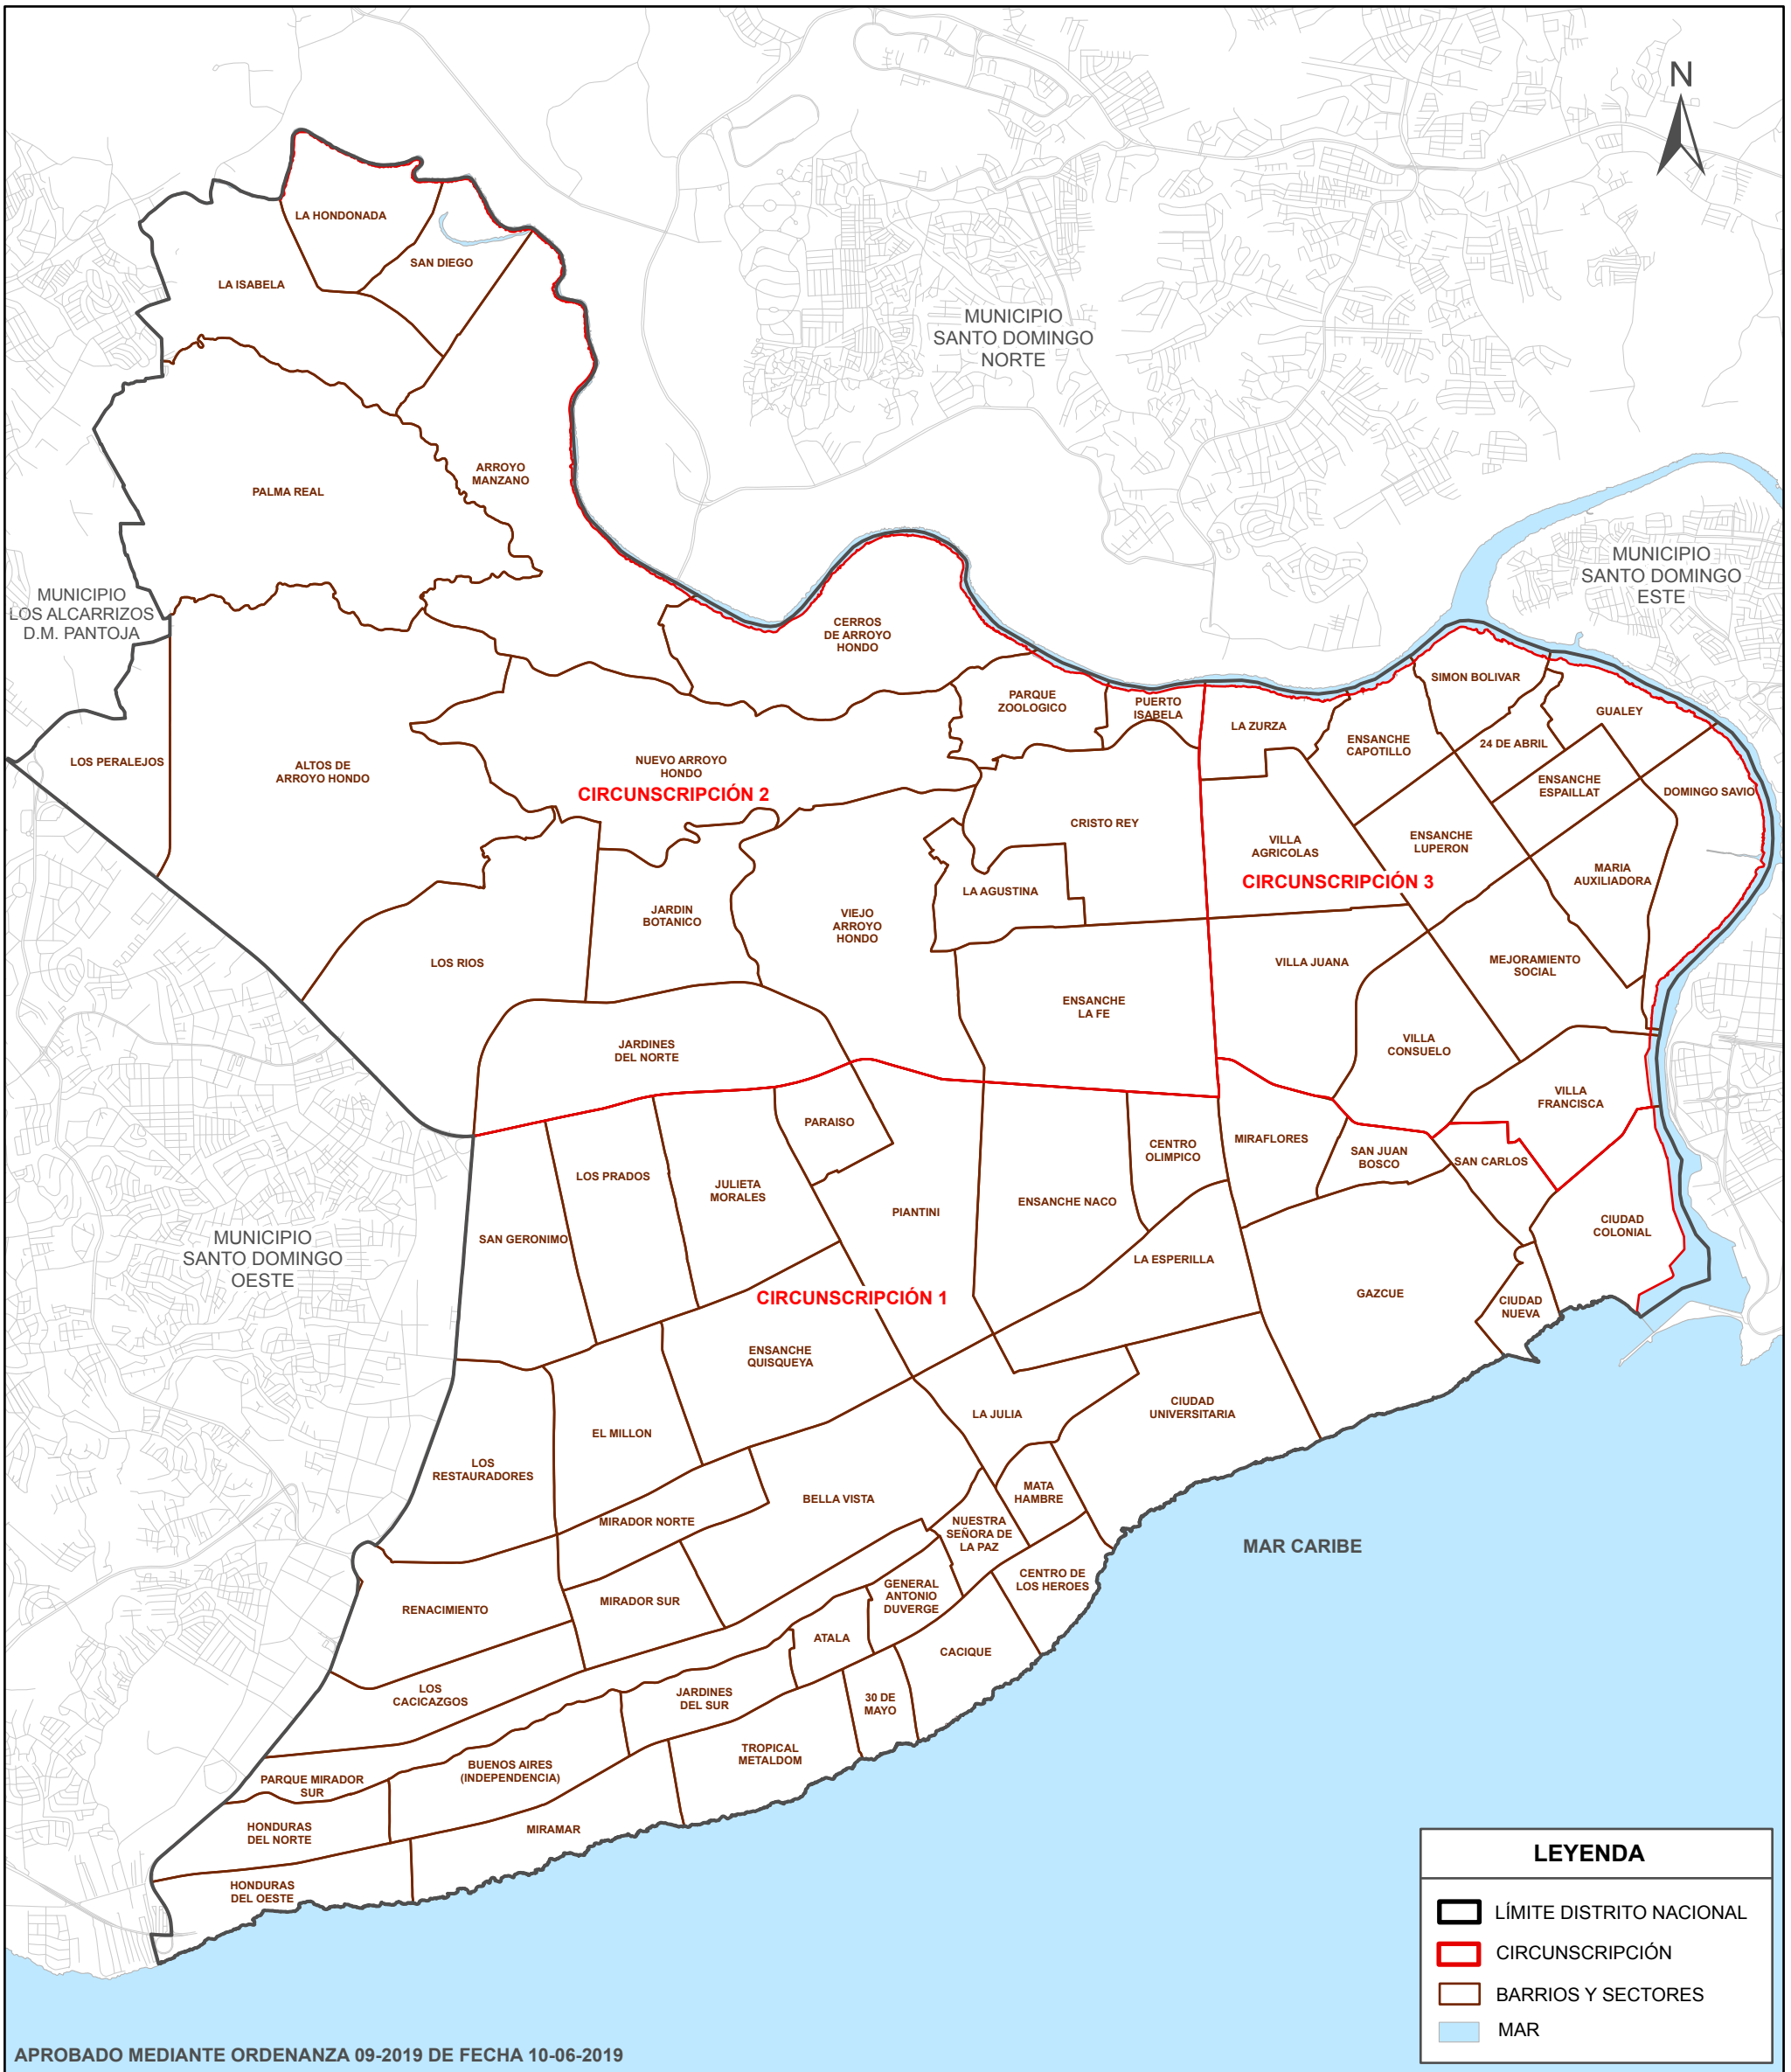 N
LA HONDONADA
SAN DIEGO
LA ISABELA
MUNICIPIO
SANTO DOMINGO
NORTE
ARROYO
MANZANO
PALMA REAL
MUNICIPIO
SANTO DOMINGO
ESTE
MUNICIPIO
LOS ALCARRIZOS
D.M. PANTOJA
CERROS
DE ARROYO
HONDO
SIMON BOLIVAR
PARQUE
ZOOLOGICO
PUERTO
ISABELA
GUALEY
LA ZURZA
ENSANCHE
CAPOTILLO
24 DE ABRIL
LOS PERALEJOS
ALTOS DE
ARROYO HONDO
NUEVO ARROYO
HONDO
CIRCUNSCRIPCIÓN 2
ENSANCHE
ESPAILLAT
DOMINGO SAVIO
CRISTO REY
VILLA
AGRICOLAS
ENSANCHE
LUPERON
CIRCUNSCRIPCIÓN 3
MARIA
AUXILIADORA
LA AGUSTINA
JARDIN
BOTANICO
VIEJO
ARROYO
HONDO
LOS RIOS
VILLA JUANA
MEJORAMIENTO
SOCIAL
ENSANCHE
LA FE
JARDINES
DEL NORTE
VILLA
CONSUELO
VILLA
FRANCISCA
PARAISO
CENTRO
OLIMPICO
MIRAFLORES
SAN JUAN
BOSCO
SAN CARLOS
LOS PRADOS
JULIETA
MORALES
ENSANCHE NACO
PIANTINI
CIUDAD
COLONIAL
SAN GERONIMO
MUNICIPIO
SANTO DOMINGO
OESTE
LA ESPERILLA
CIRCUNSCRIPCIÓN 1
GAZCUE
CIUDAD
NUEVA
ENSANCHE
QUISQUEYA
CIUDAD
UNIVERSITARIA
LA JULIA
EL MILLON
LOS
RESTAURADORES
MATA
HAMBRE
BELLA VISTA
MIRADOR NORTE
NUESTRA
SEÑORA DE
LA PAZ
MAR CARIBE
CENTRO DE
LOS HEROES
GENERAL
ANTONIO
DUVERGE
RENACIMIENTO
MIRADOR SUR
ATALA
CACIQUE
LOS
CACICAZGOS
JARDINES
DEL SUR
30 DE
MAYO
TROPICAL
METALDOM
BUENOS AIRES
(INDEPENDENCIA)
PARQUE MIRADOR
SUR
HONDURAS
DEL NORTE
MIRAMAR
HONDURAS
DEL OESTE
LEYENDA
LÍMITE DISTRITO NACIONAL
CIRCUNSCRIPCIÓN
BARRIOS Y SECTORES
MAR
APROBADO MEDIANTE ORDENANZA 09-2019 DE FECHA 10-06-2019